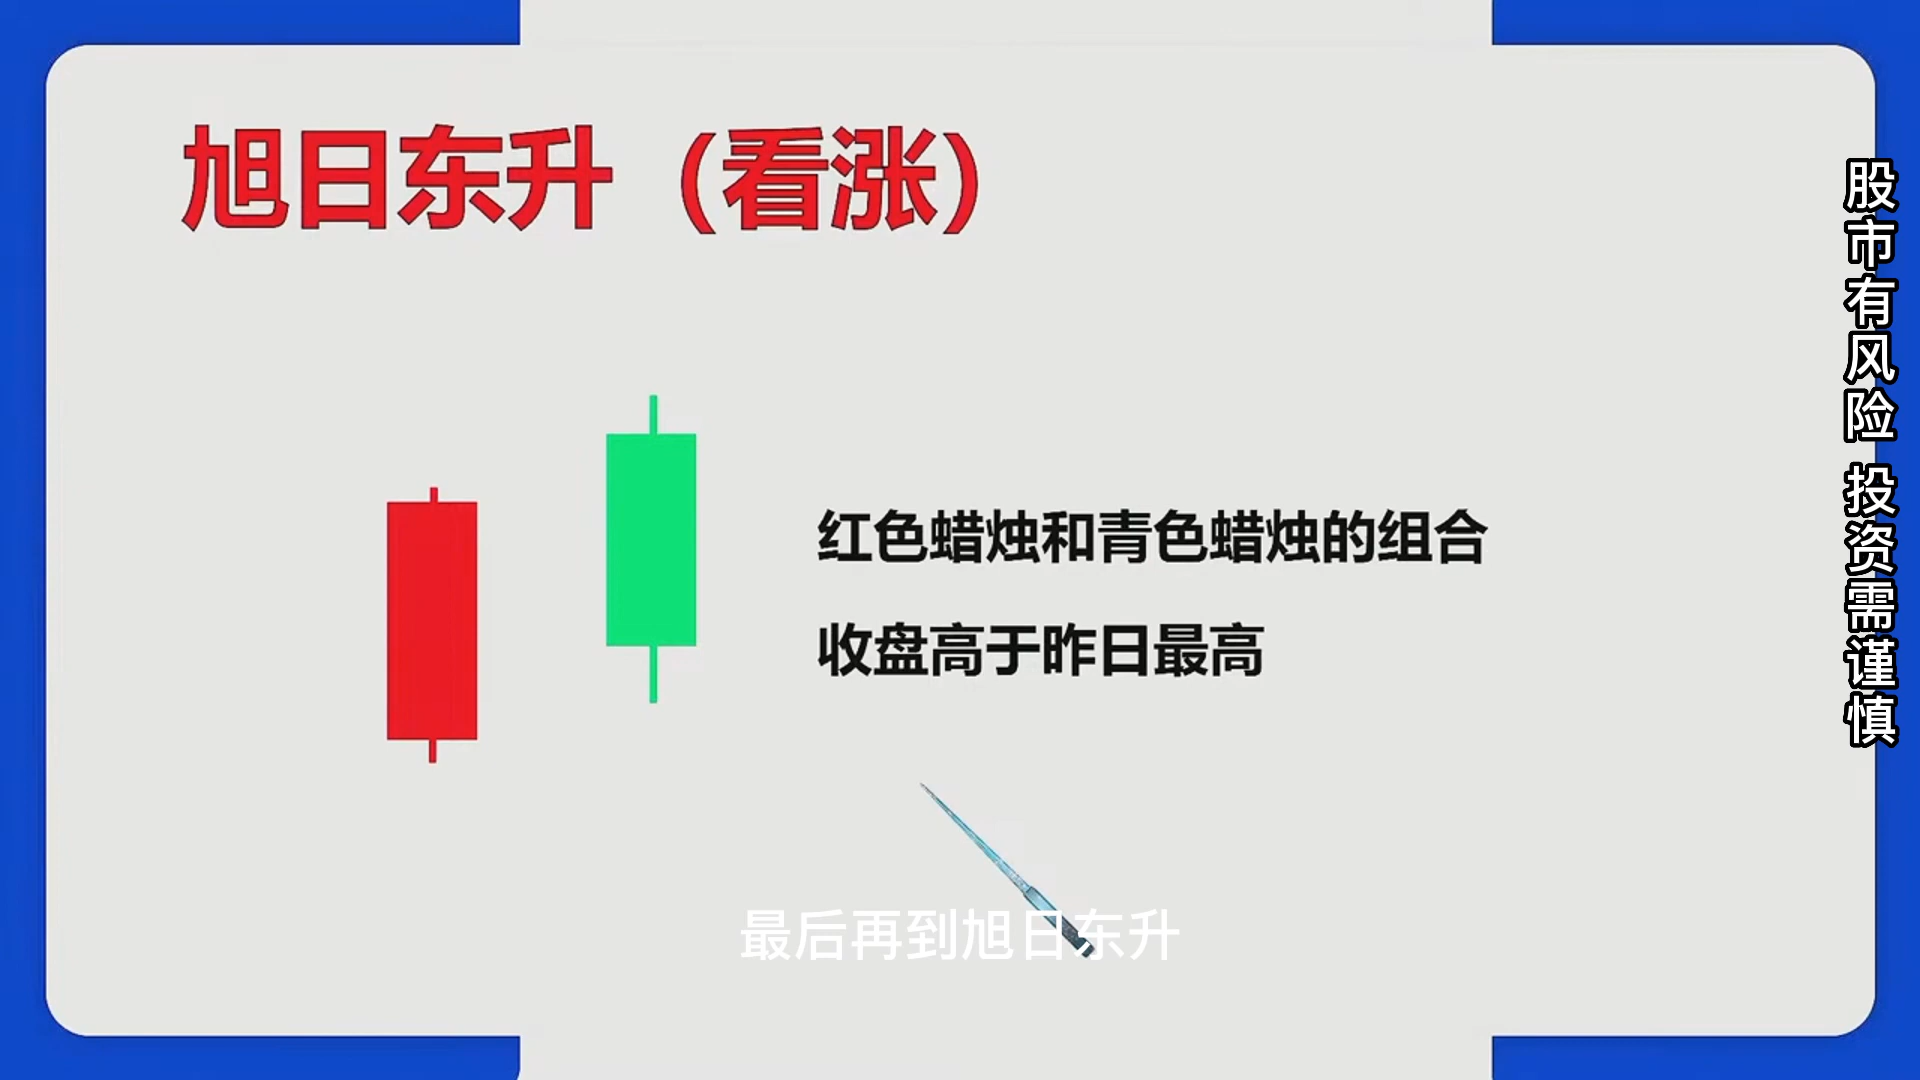 旭日东升（看涨）
红色蜡烛和青色蜡烛的组合
收盘高于昨日最高
最后再到旭日东升
股市有风险 投资需谨慎